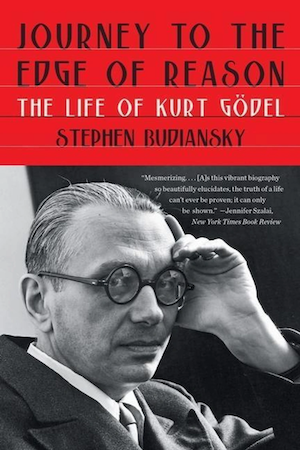 JOURNEY TO THE
EDGE OF REASON
THE LIFE OF KURT GÖDEL
STEPHEN BUDIANSKY
“Mesmerizing. . . . [A]s this vibrant biography
so beautifully elucidates, the truth of a life
can’t ever be proven; it can only
be shown.” —Jennifer Szalai,
New York Times Book Review